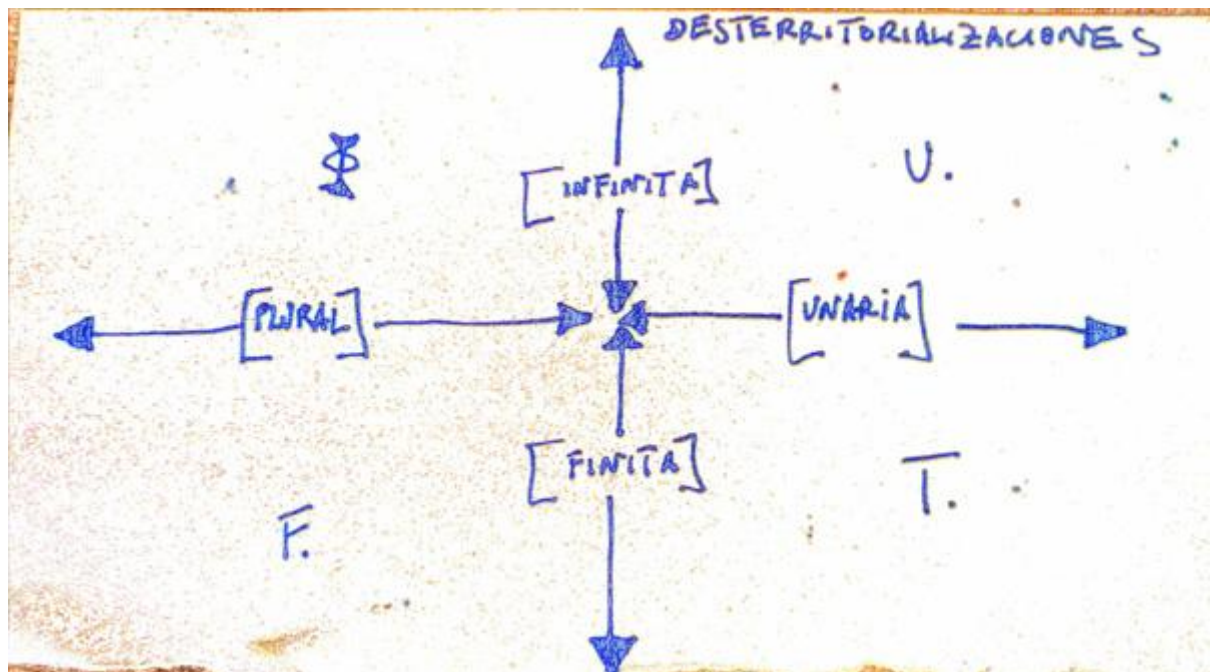 DESTERRITORIALIZACIONES
U.
[INFINITA]
[PLURAL]
[UNARIA]
[FINITA]
T.
F.